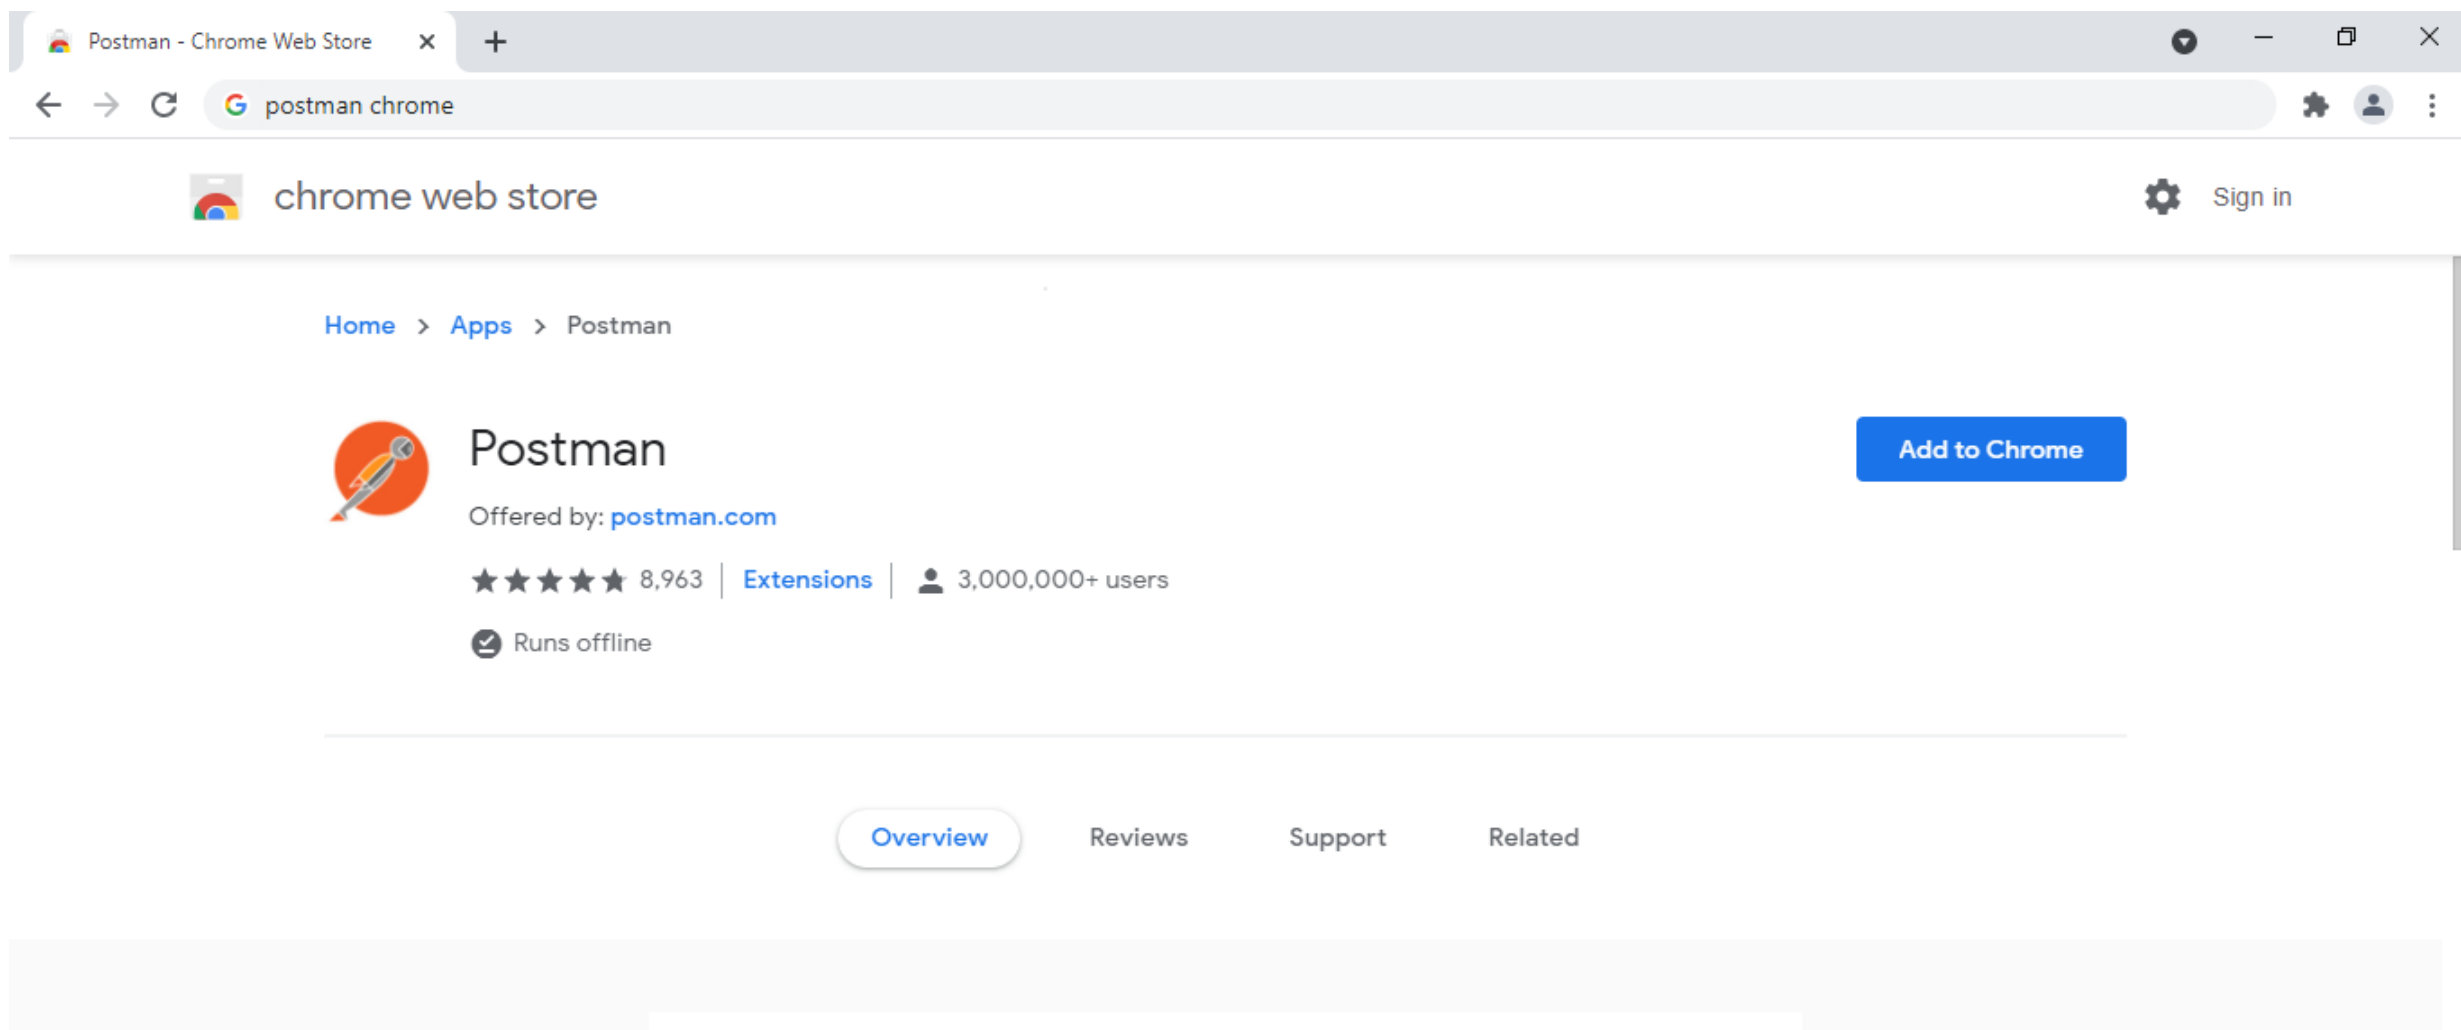 Postman - Chrome Web Store
postman chrome
chrome web store
Sign in
Home > Apps > Postman
Postman
Add to Chrome
Offered by: postman.com
8,963 | Extensions | 3,000,000+ users
Runs offline
Overview Reviews Support Related